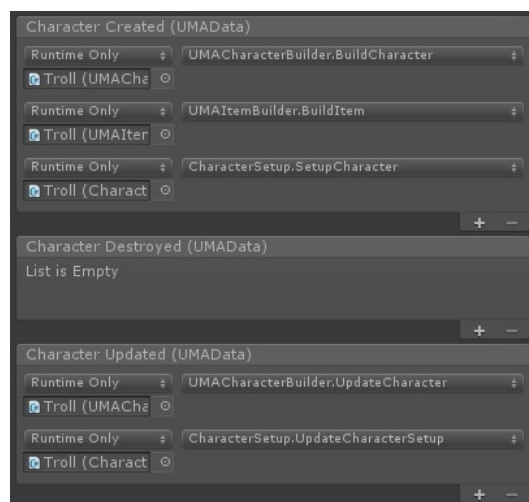 Character Created (UMAData)
Runtime Only UMACharacterBuilder.BuildCharacter
Troll (UMACha
Runtime Only UMAItemBuilder.BuildItem
Troll (UMAIter
Runtime Only CharacterSetup.SetupCharacter
Troll (Charact
+ −
Character Destroyed (UMAData)
List is Empty
+ −
Character Updated (UMAData)
Runtime Only UMACharacterBuilder.UpdateCharacter
Troll (UMACha
Runtime Only CharacterSetup.UpdateCharacterSetup
Troll (Charact
+ −